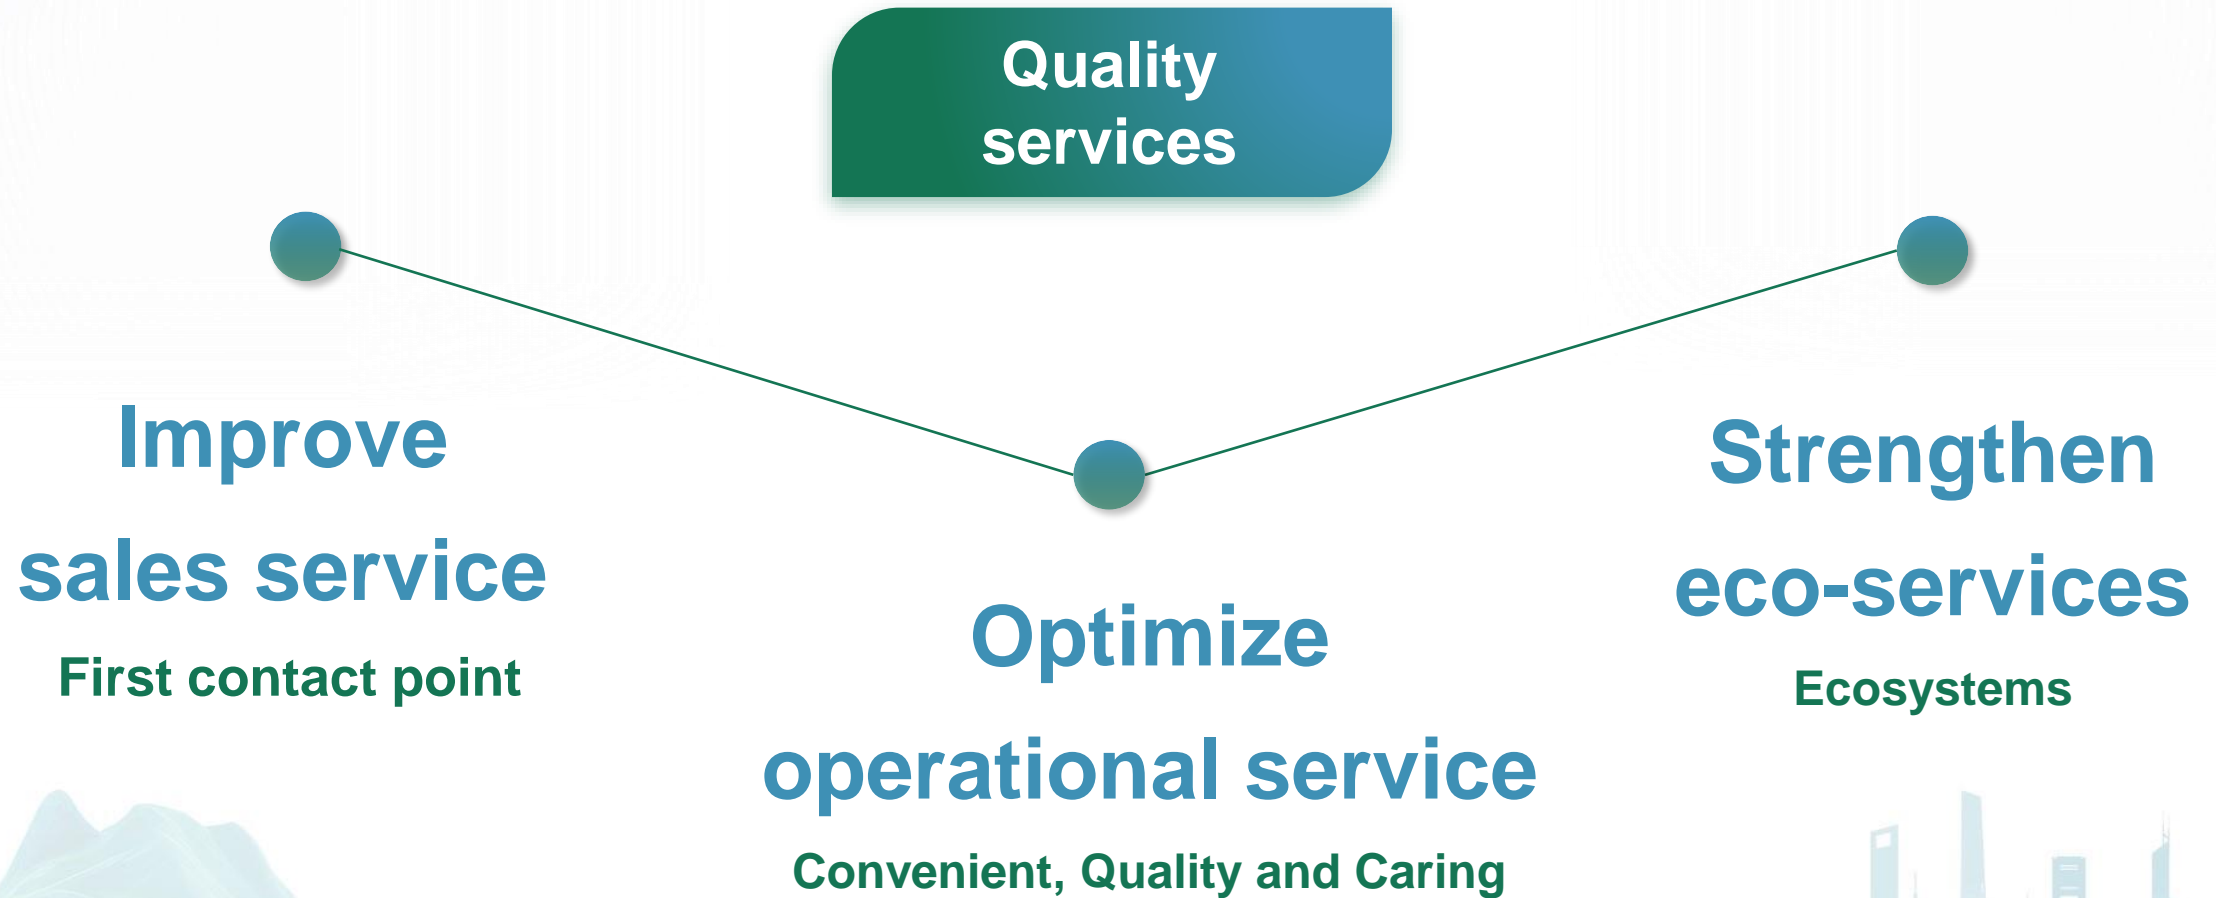 Quality
services
Improve
sales service
First contact point
Optimize
operational service
Convenient, Quality and Caring
Strengthen
eco-services
Ecosystems